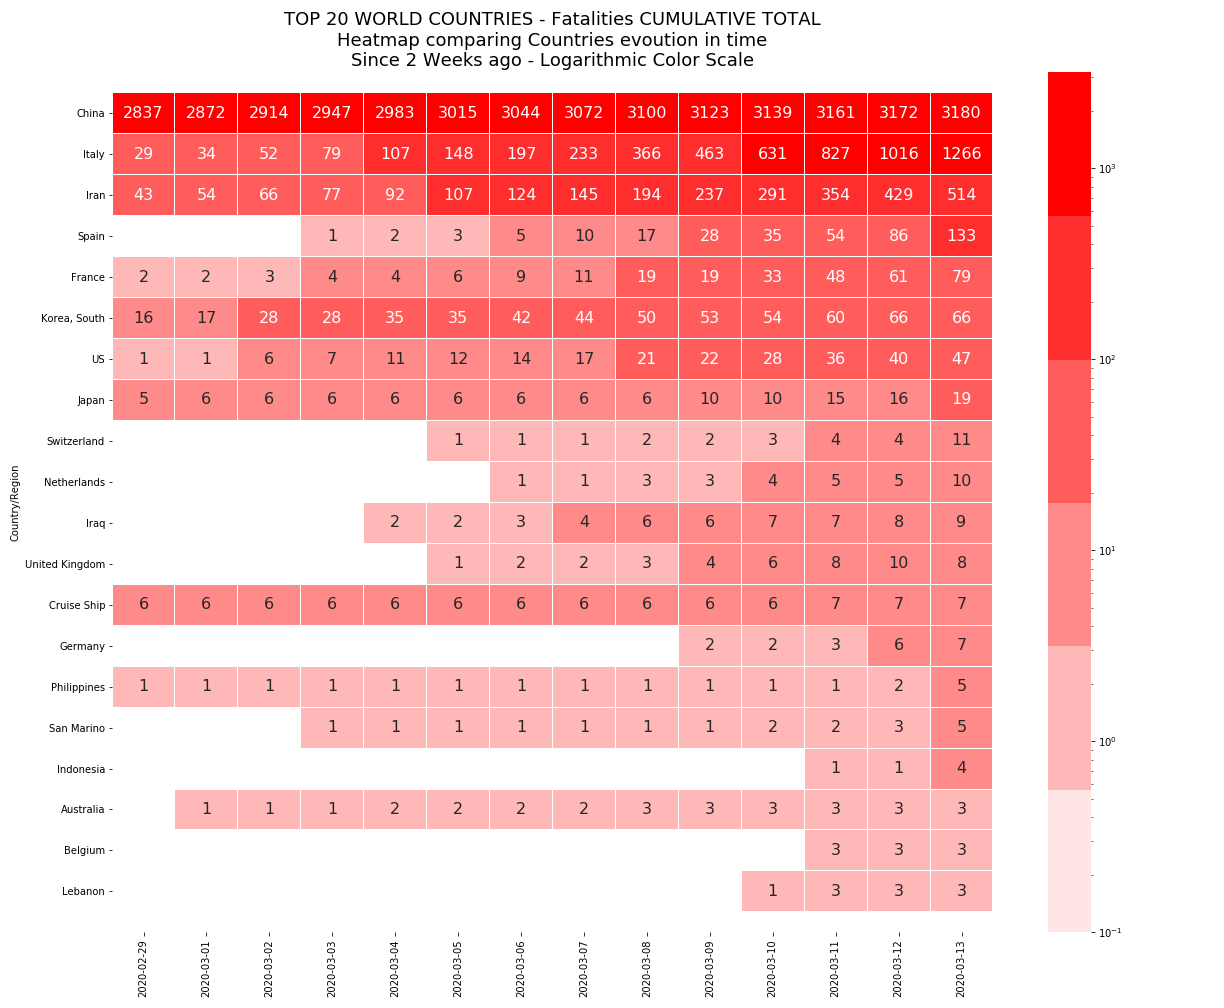 TOP 20 WORLD COUNTRIES - Fatalities CUMULATIVE TOTAL
Heatmap comparing Countries evoution in time
Since 2 Weeks ago - Logarithmic Color Scale
Country/Region
China 2837 2872 2914 2947 2983 3015 3044 3072 3100 3123 3139 3161 3172 3180
Italy 29 34 52 79 107 148 197 233 366 463 631 827 1016 1266
Iran 43 54 66 77 92 107 124 145 194 237 291 354 429 514
Spain 1 2 3 5 10 17 28 35 54 86 133
France 2 2 3 4 4 6 9 11 19 19 33 48 61 79
Korea, South 16 17 28 28 35 35 42 44 50 53 54 60 66 66
US 1 1 6 7 11 12 14 17 21 22 28 36 40 47
Japan 5 6 6 6 6 6 6 6 6 10 10 15 16 19
Switzerland 1 1 1 2 2 3 4 4 11
Netherlands 1 1 3 3 4 5 5 10
Iraq 2 2 3 4 6 6 7 7 8 9
United Kingdom 1 2 2 3 4 6 8 10 8
Cruise Ship 6 6 6 6 6 6 6 6 6 6 6 7 7 7
Germany 2 2 3 6 7
Philippines 1 1 1 1 1 1 1 1 1 1 1 1 2 5
San Marino 1 1 1 1 1 1 1 2 2 3 5
Indonesia 1 1 4
Australia 1 1 1 2 2 2 2 3 3 3 3 3 3
Belgium 3 3 3
Lebanon 1 3 3 3
2020-02-29 2020-03-01 2020-03-02 2020-03-03 2020-03-04 2020-03-05 2020-03-06 2020-03-07 2020-03-08 2020-03-09 2020-03-10 2020-03-11 2020-03-12 2020-03-13
10³
10²
10¹
10⁰
10⁻¹